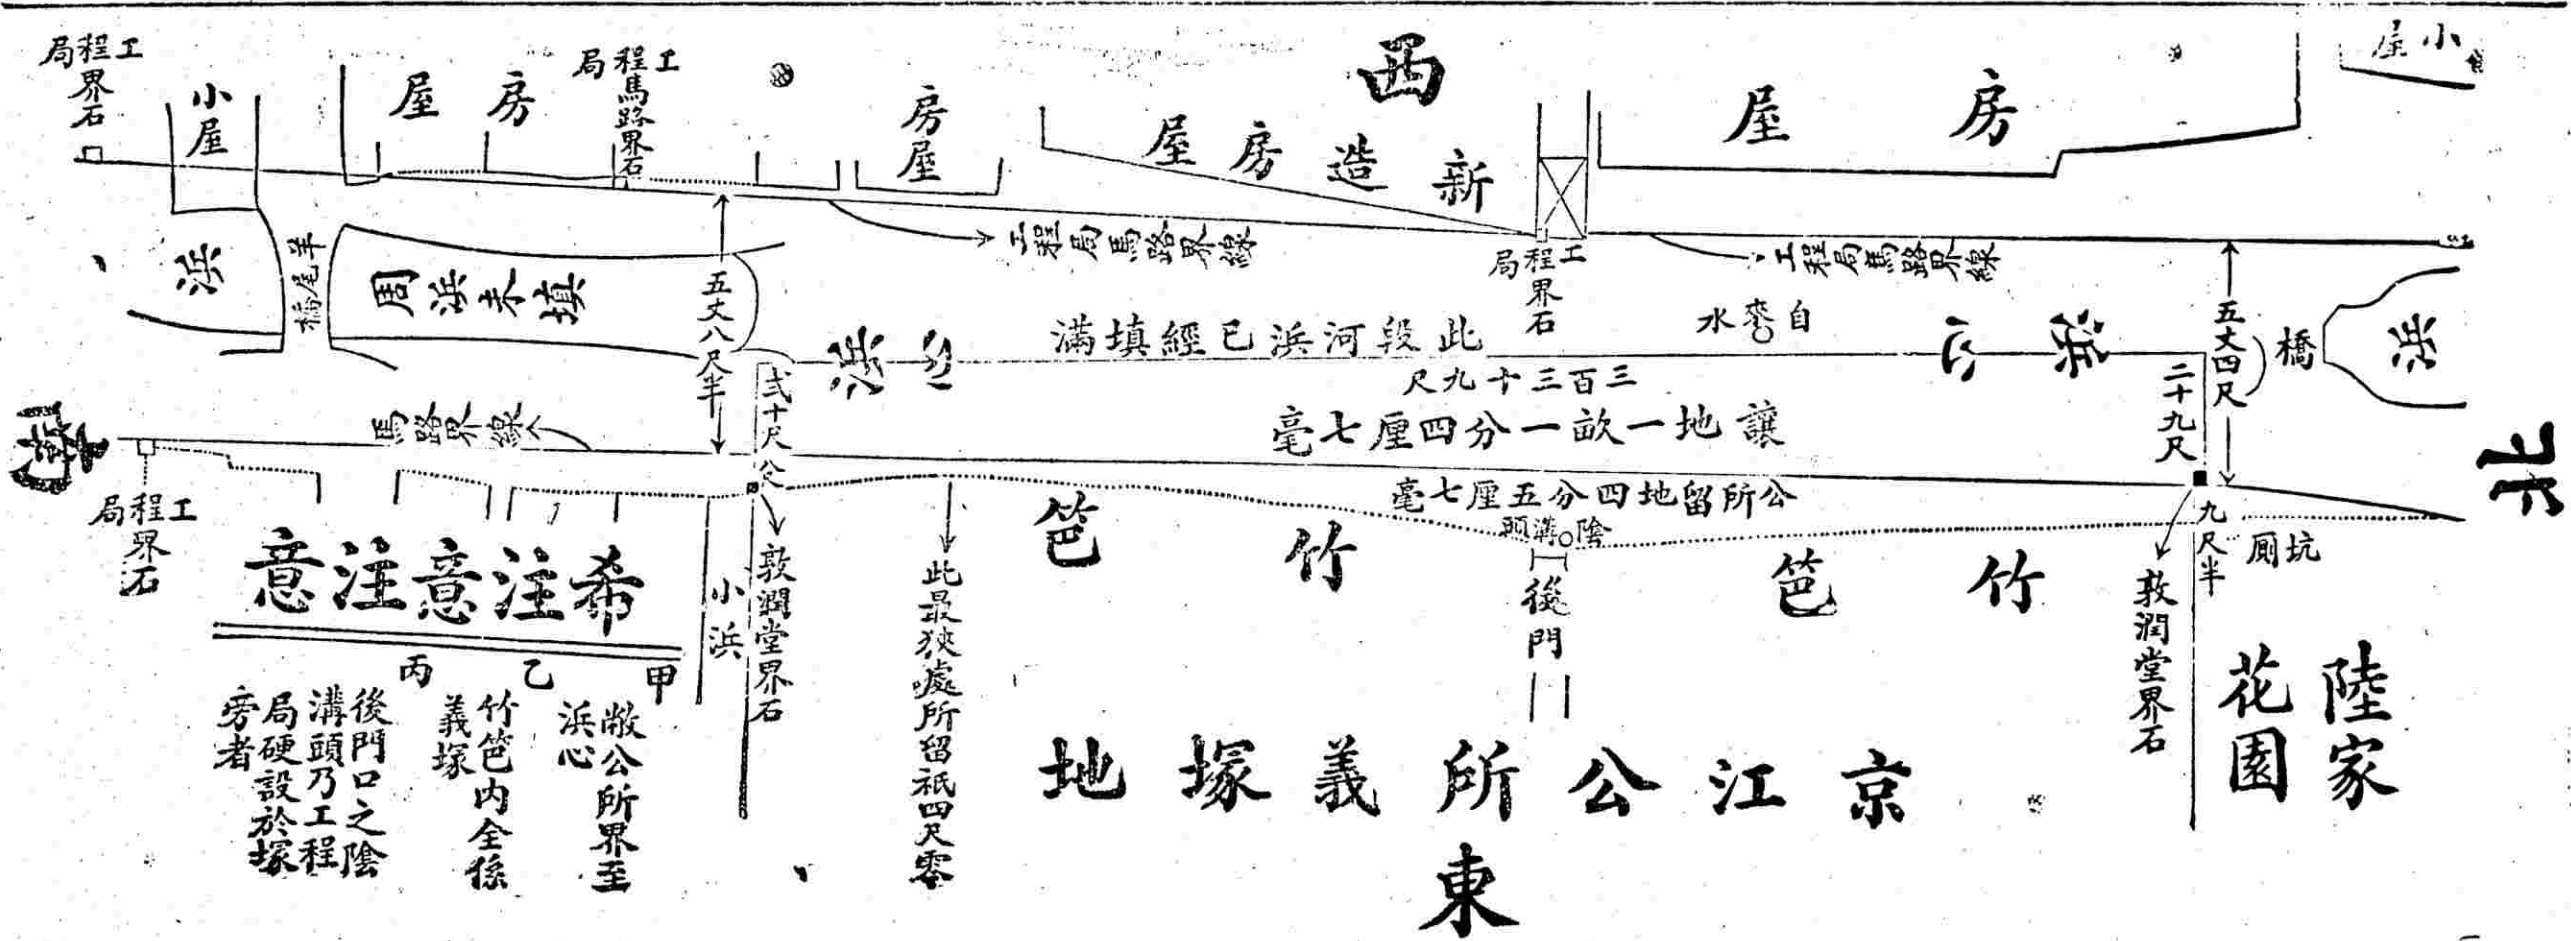 西
東
南
北
工程局界石
小屋
房屋
工程局馬路界石
房屋
新造房屋
房屋
小屋
浜
羊尾橋
周浜未填
五丈八尺半
工程局馬路界線
工程局界石
工程局馬路界線
自來水
此段河浜已經填滿
浜心
浜心
五丈四尺
橋
浜
三百三十九尺
讓地一畝一分四厘七毫
二十九尺
馬路界線
弍十尺公
工程局界石
公所留地四分五厘七毫
陰溝頭
後門
竹笆
竹笆
九尺半
坑厠
敦潤堂界石
敦潤堂界石
小浜
此最狹處所留祇四尺零
陸家
花園
京江公所義塚地
希注意注意
甲
敝公所界至
浜心
乙
竹笆內全係
義塚
丙
後門口之陰
溝頭乃工程
局硬設於塚
旁者